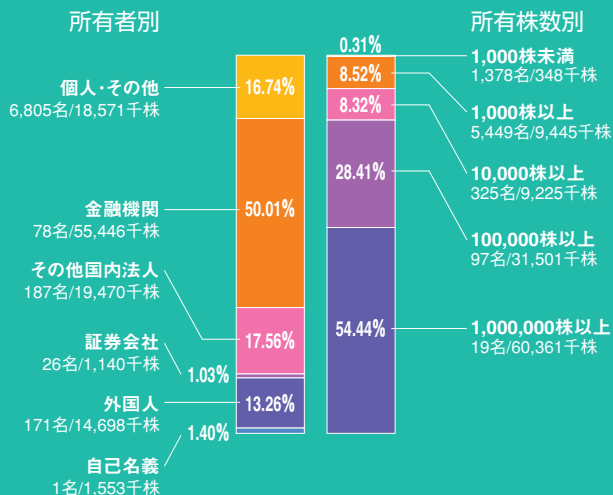 所有者別
個人・その他
6,805名/18,571千株
16.74%
金融機関
78名/55,446千株
50.01%
その他国内法人
187名/19,470千株
17.56%
証券会社
26名/1,140千株
1.03%
外国人
171名/14,698千株
13.26%
自己名義
1名/1,553千株
1.40%
所有株数別
0.31%
1,000株未満
1,378名/348千株
8.52%
1,000株以上
5,449名/9,445千株
8.32%
10,000株以上
325名/9,225千株
28.41%
100,000株以上
97名/31,501千株
54.44%
1,000,000株以上
19名/60,361千株